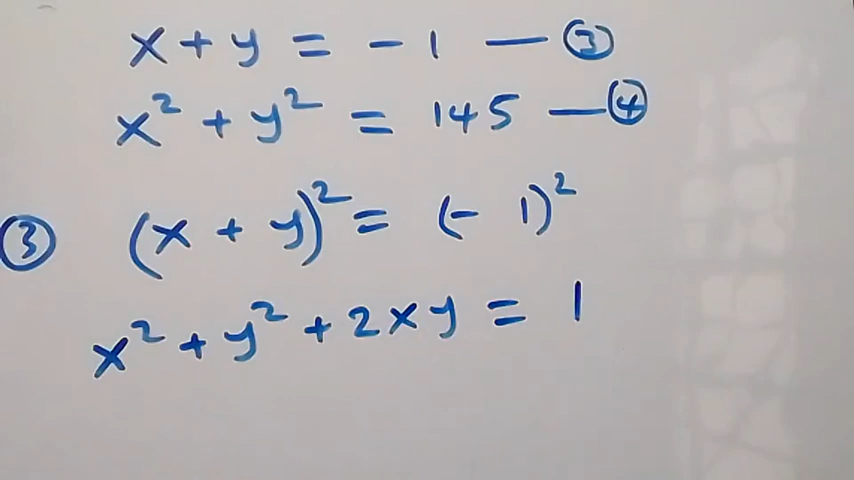 x + y = - 1 — ③
x² + y² = 145 — ④
③ (x + y)² = (- 1)²
x² + y² + 2xy = 1